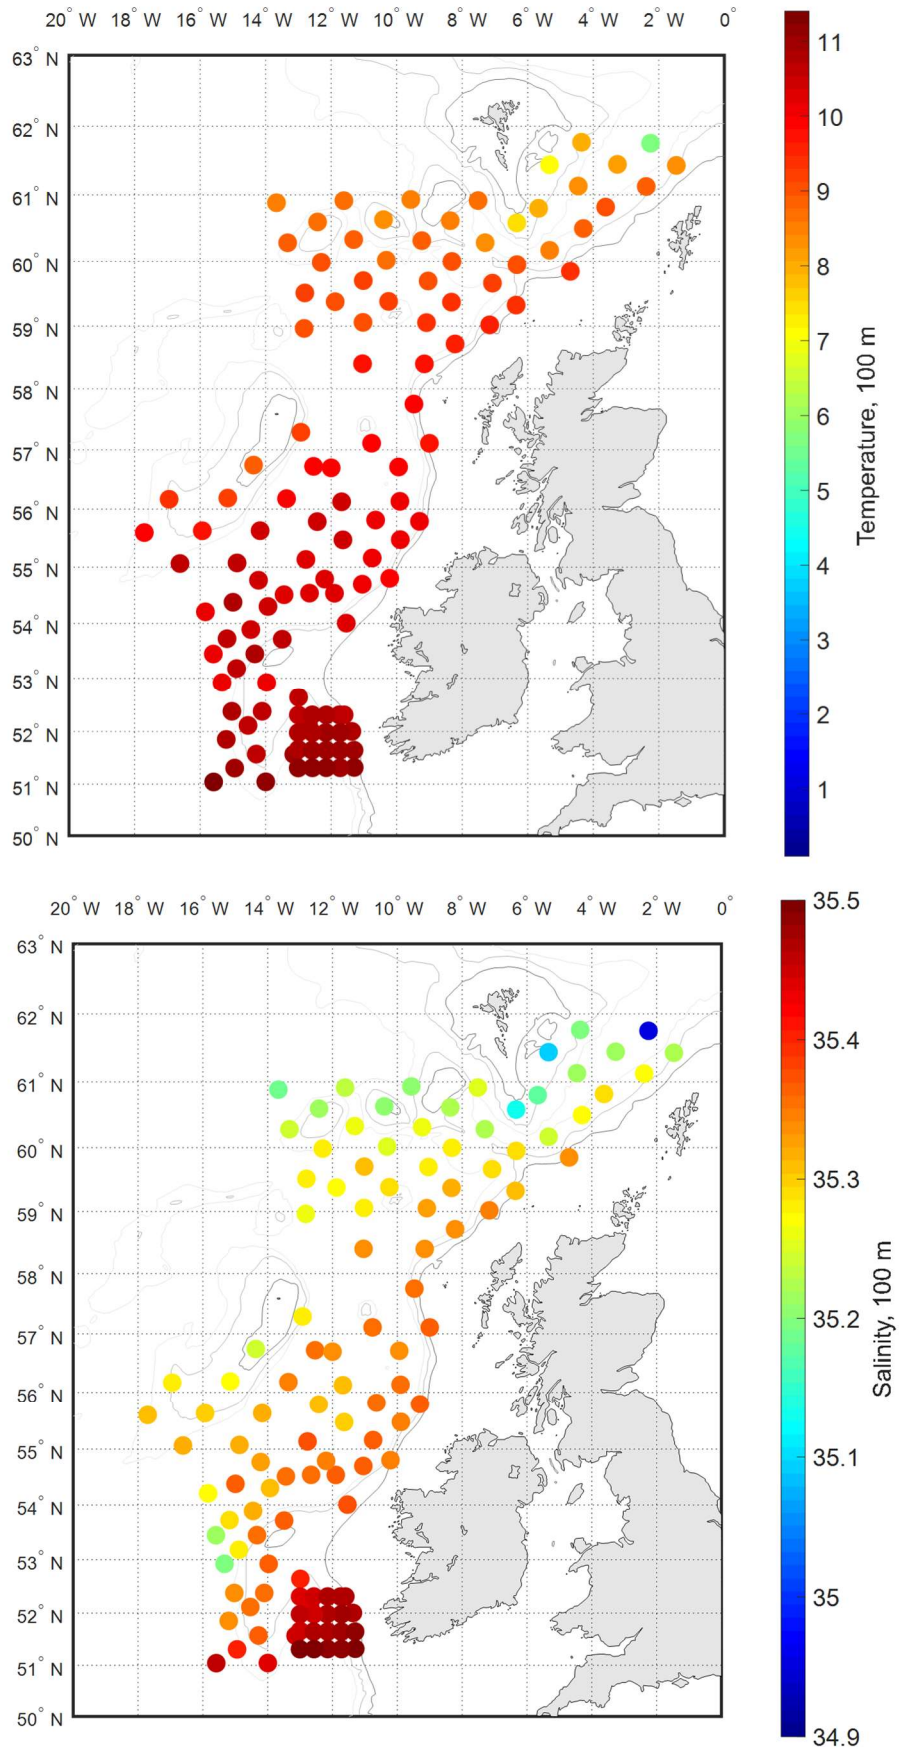 20° W 18° W 16° W 14° W 12° W 10° W 8° W 6° W 4° W 2° W 0°
63° N
62° N
61° N
60° N
59° N
58° N
57° N
56° N
55° N
54° N
53° N
52° N
51° N
50° N
11
10
9
8
7
6
5
4
3
2
1
Temperature, 100 m
20° W 18° W 16° W 14° W 12° W 10° W 8° W 6° W 4° W 2° W 0°
63° N
62° N
61° N
60° N
59° N
58° N
57° N
56° N
55° N
54° N
53° N
52° N
51° N
50° N
35.5
35.4
35.3
35.2
35.1
35
34.9
Salinity, 100 m